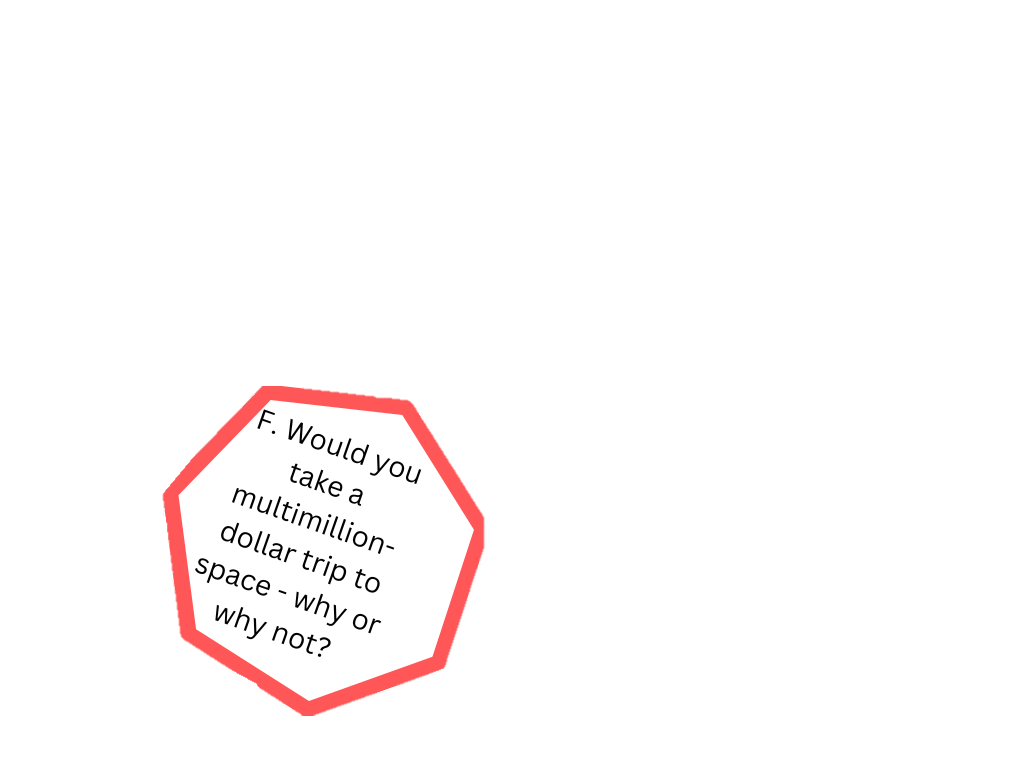 F. Would you
take a
multimillion-
dollar trip to
space - why or
why not?